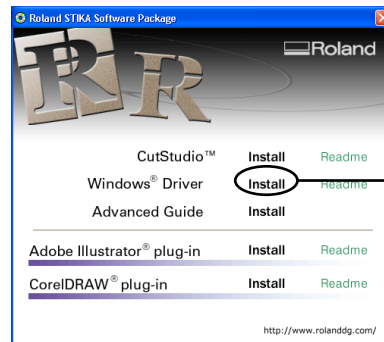 Roland STIKA Software Package
Roland
R R
CutStudio™ Install Readme
Windows® Driver Install Readme
Advanced Guide Install
Adobe Illustrator® plug-in Install Readme
CorelDRAW® plug-in Install Readme
http://www.rolanddg.com/